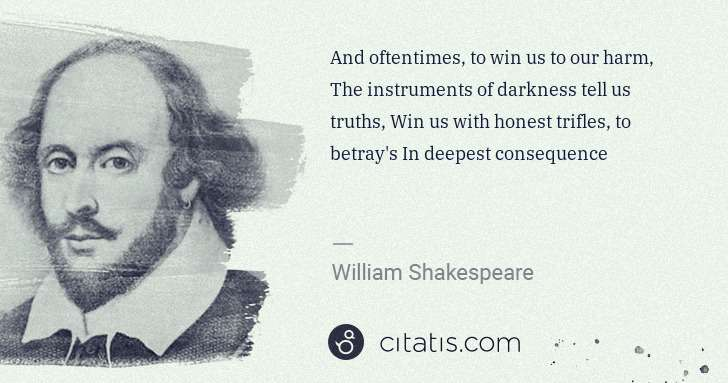 And oftentimes, to win us to our harm,
The instruments of darkness tell us
truths, Win us with honest trifles, to
betray's In deepest consequence
William Shakespeare
citatis.com